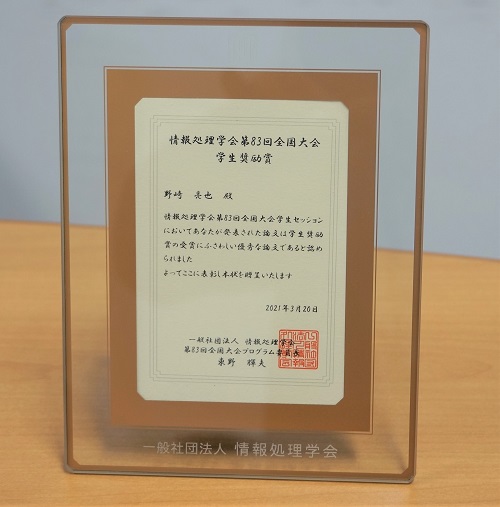 情報処理学会第83回全国大会
学生奨励賞
野崎 亮也 殿
情報処理学会第83回全国大会学生セッション
においてあなたが発表された論文は学生奨励
賞の受賞にふさわしい優秀な論文であると認め
られました
よってここに表彰し本状を贈呈いたします
2021年3月20日
一般社団法人 情報処理学会
第83回全国大会プログラム委員長
東野 輝夫
一般社団法人 情報処理学会